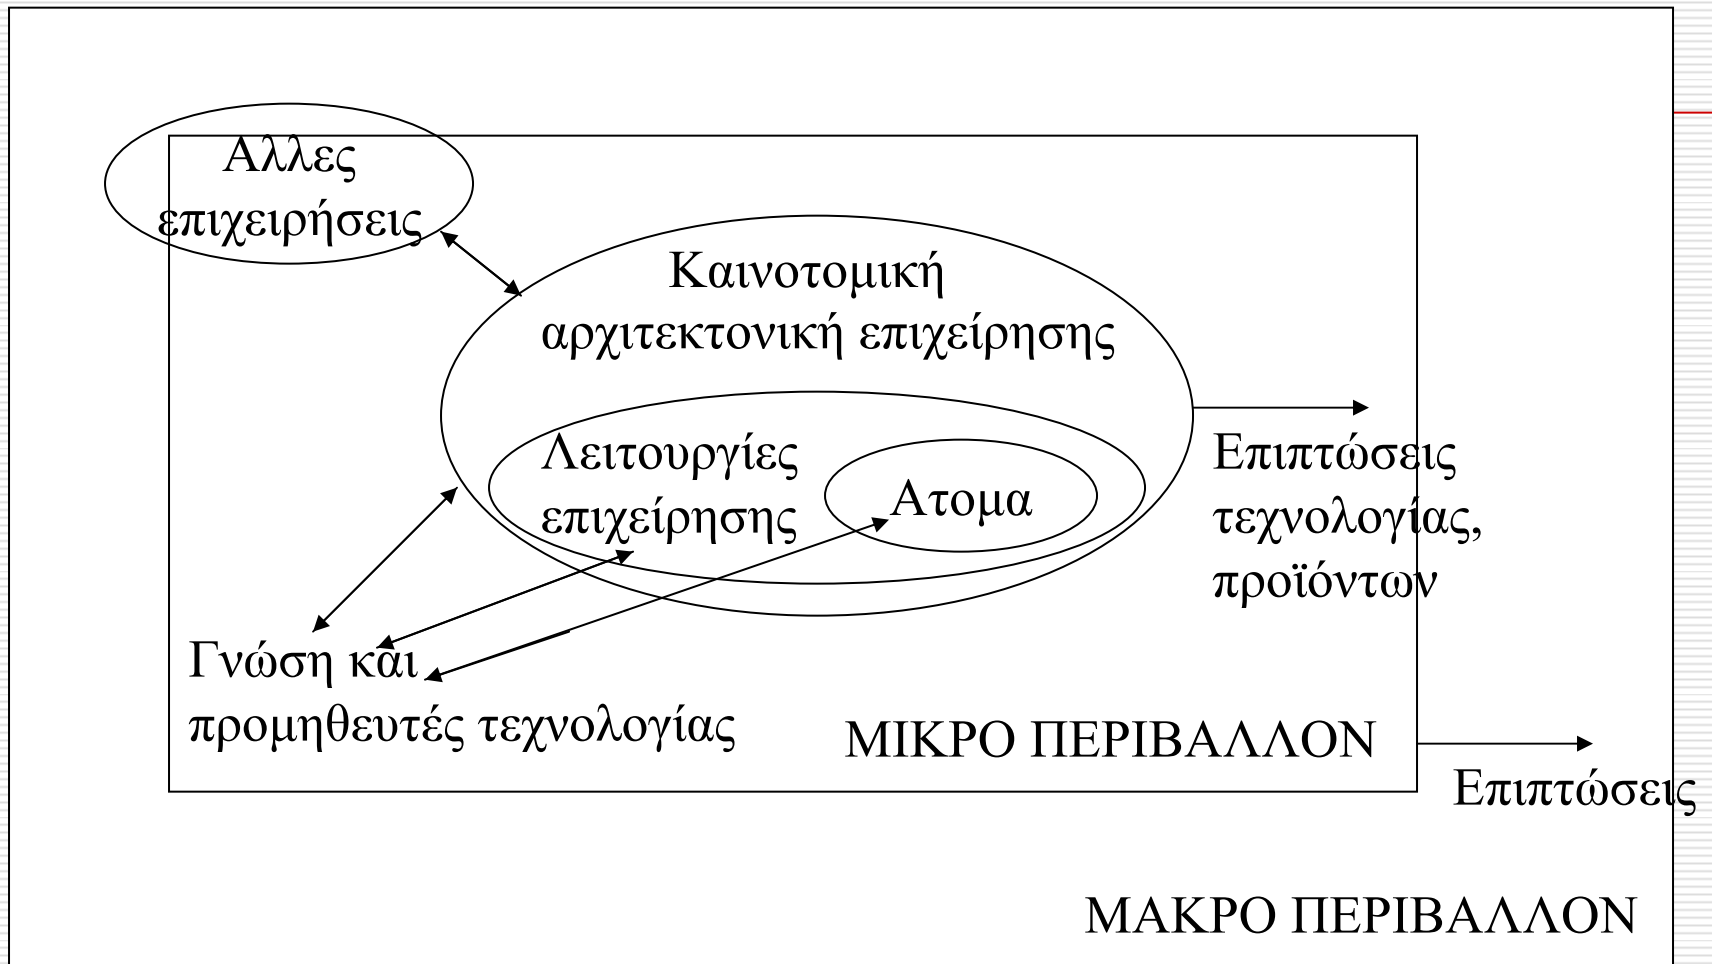 Αλλες
επιχειρήσεις
Καινοτομική
αρχιτεκτονική επιχείρησης
Λειτουργίες
επιχείρησης
Ατομα
Επιπτώσεις
τεχνολογίας,
προϊόντων
Γνώση και
προμηθευτές τεχνολογίας
ΜΙΚΡΟ ΠΕΡΙΒΑΛΛΟΝ
Επιπτώσεις
ΜΑΚΡΟ ΠΕΡΙΒΑΛΛΟΝ